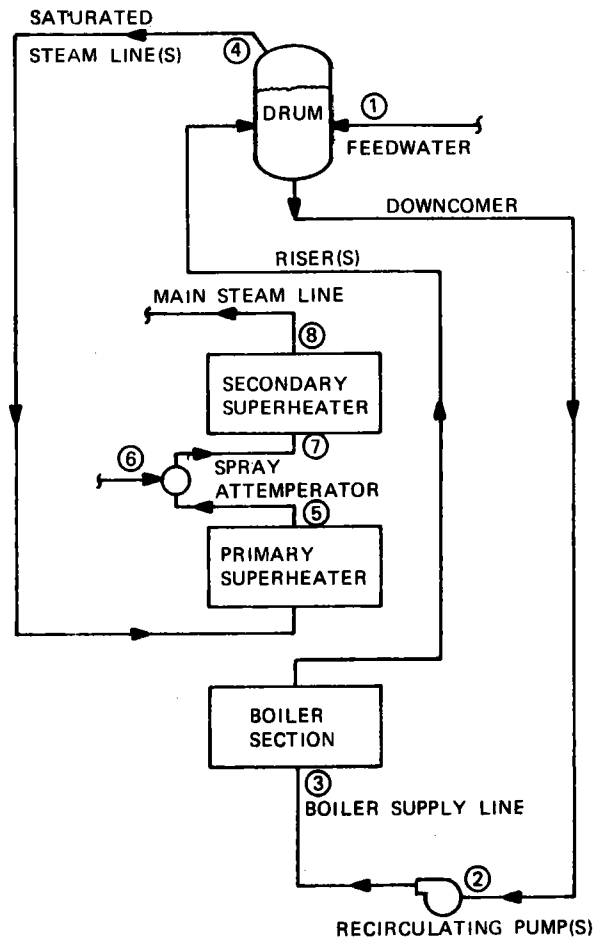 SATURATED
STEAM LINE(S)
4
DRUM
1
FEEDWATER
DOWNCOMER
RISER(S)
MAIN STEAM LINE
8
SECONDARY
SUPERHEATER
7
6
SPRAY
ATTEMPERATOR
5
PRIMARY
SUPERHEATER
BOILER
SECTION
3
BOILER SUPPLY LINE
2
RECIRCULATING PUMP(S)